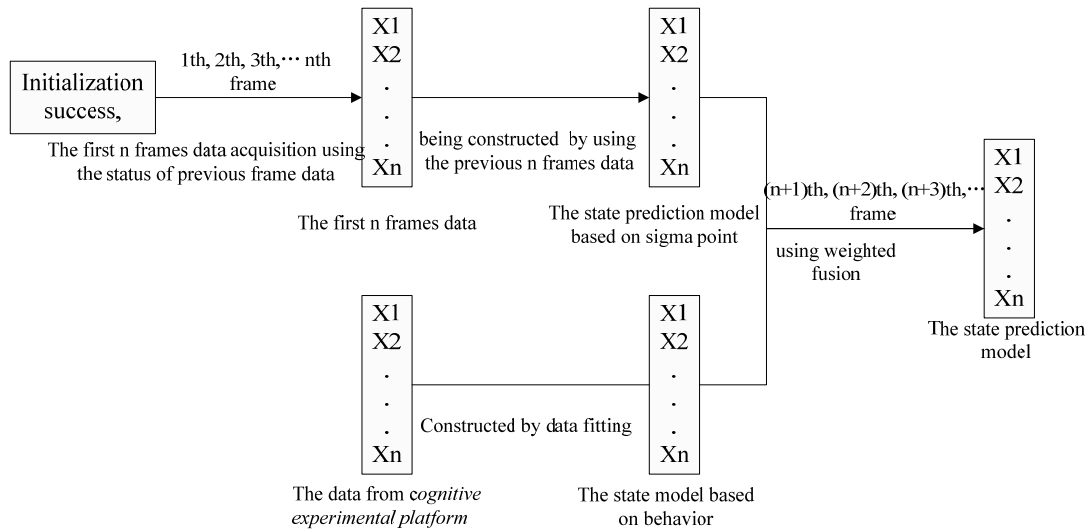 Initialization
success,
1th, 2th, 3th,··· nth
frame
The first n frames data acquisition using
the status of previous frame data
X1
X2
.
.
.
Xn
The first n frames data
being constructed by using
the previous n frames data
X1
X2
.
.
.
Xn
The state prediction model
based on sigma point
(n+1)th, (n+2)th, (n+3)th,···
frame
using weighted
fusion
X1
X2
.
.
.
Xn
The state prediction
model
X1
X2
.
.
.
Xn
The data from cognitive
experimental platform
Constructed by data fitting
X1
X2
.
.
.
Xn
The state model based
on behavior